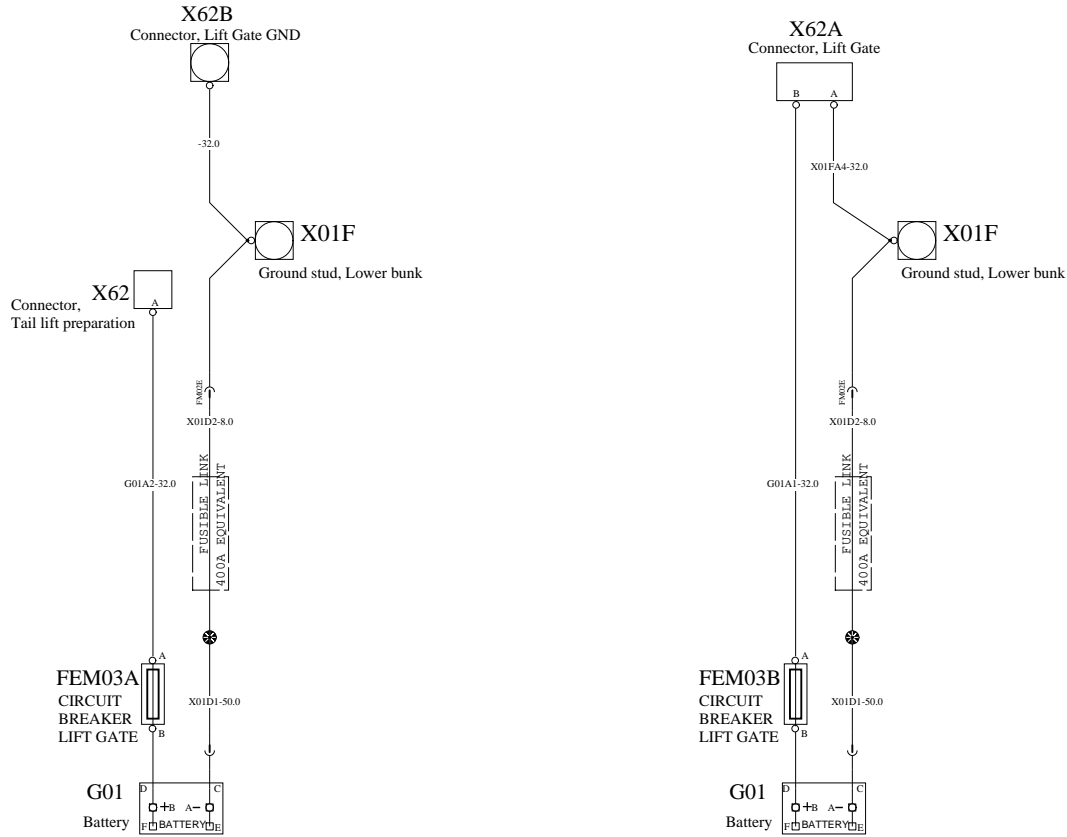 X62B
Connector, Lift Gate GND
-32.0
X01F
Ground stud, Lower bunk
X62
A
Connector,
Tail lift preparation
FM02E
X01D2-8.0
G01A2-32.0
FUSIBLE LINK
400A EQUIVALENT
A
FEM03A
CIRCUIT
BREAKER
LIFT GATE
B
X01D1-50.0
G01
Battery
D
C
+B
A-
F
BATTERY
E
X62A
Connector, Lift Gate
B
A
X01FA4-32.0
X01F
Ground stud, Lower bunk
FM02E
X01D2-8.0
G01A1-32.0
FUSIBLE LINK
400A EQUIVALENT
A
FEM03B
CIRCUIT
BREAKER
LIFT GATE
B
X01D1-50.0
G01
Battery
D
C
+B
A-
F
BATTERY
E